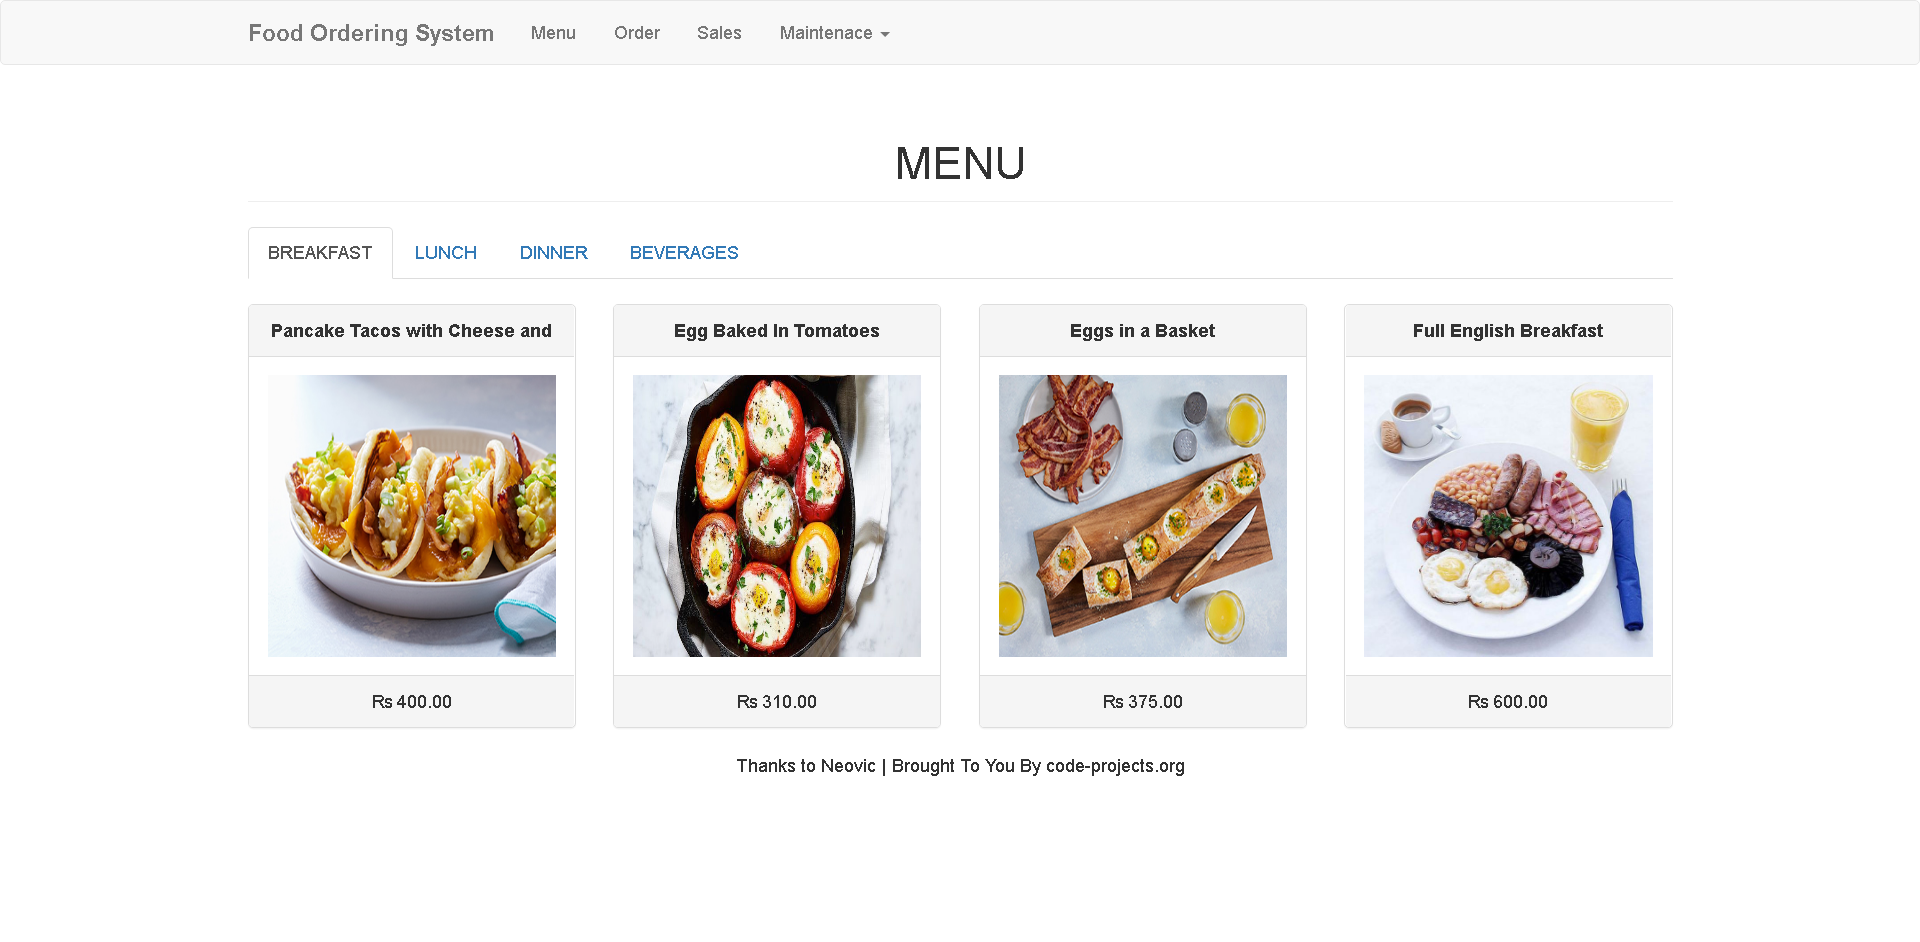 Food Ordering System Menu Order Sales Maintenace
MENU
BREAKFAST LUNCH DINNER BEVERAGES
Pancake Tacos with Cheese and
Egg Baked In Tomatoes
Eggs in a Basket
Full English Breakfast
₨ 400.00
₨ 310.00
₨ 375.00
₨ 600.00
Thanks to Neovic | Brought To You By code-projects.org